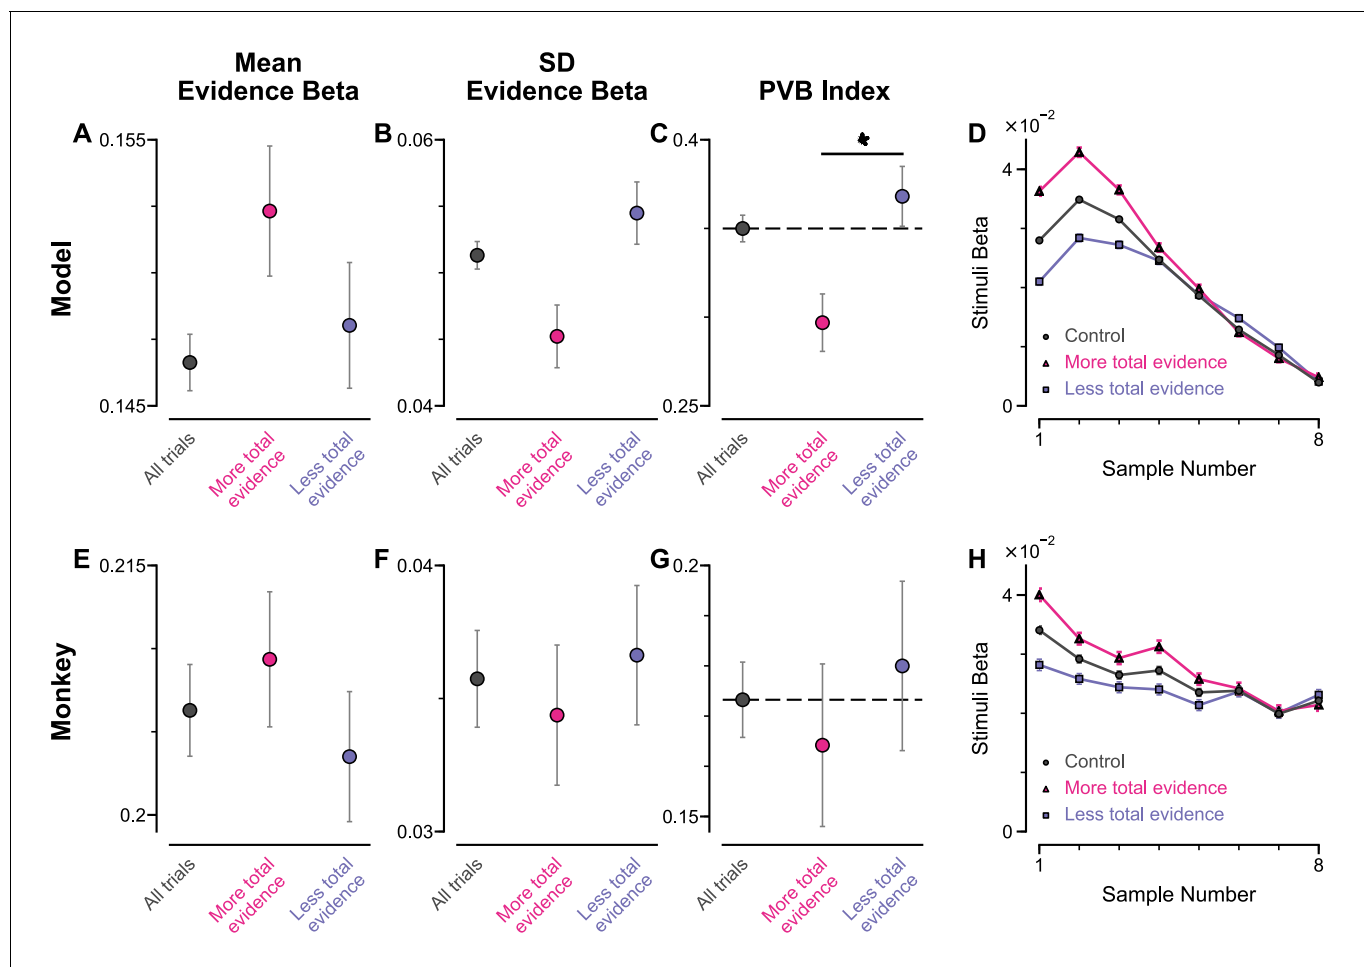 Mean
Evidence Beta
SD
Evidence Beta
PVB Index
Model
A
0.155
0.145
All trials
More total
evidence
Less total
evidence
B
0.06
0.04
All trials
More total
evidence
Less total
evidence
C
0.4
0.25
*
All trials
More total
evidence
Less total
evidence
D
×10⁻²
4
0
Stimuli Beta
Control
More total evidence
Less total evidence
1
8
Sample Number
Monkey
E
0.215
0.2
All trials
More total
evidence
Less total
evidence
F
0.04
0.03
All trials
More total
evidence
Less total
evidence
G
0.2
0.15
All trials
More total
evidence
Less total
evidence
H
×10⁻²
4
0
Stimuli Beta
Control
More total evidence
Less total evidence
1
8
Sample Number